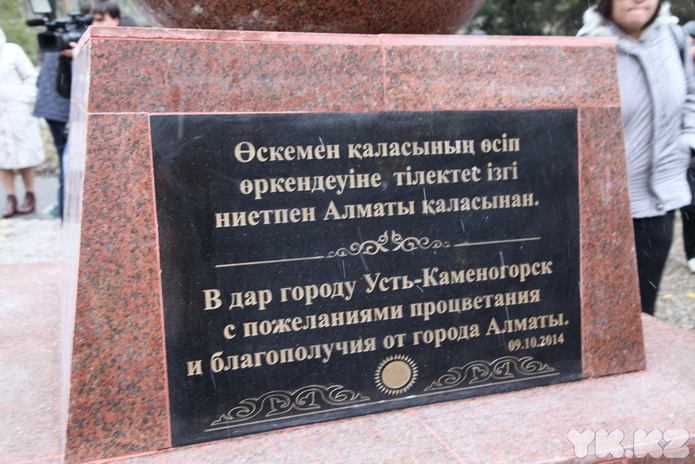 Өскемен қаласының өсіп
өркендеуіне тілектеt ізгі
ниетпен Алматы қаласынан.
В дар городу Усть-Каменогорск
с пожеланиями процветания
и благополучия от города Алматы.
09.10.2014
YK.KZ